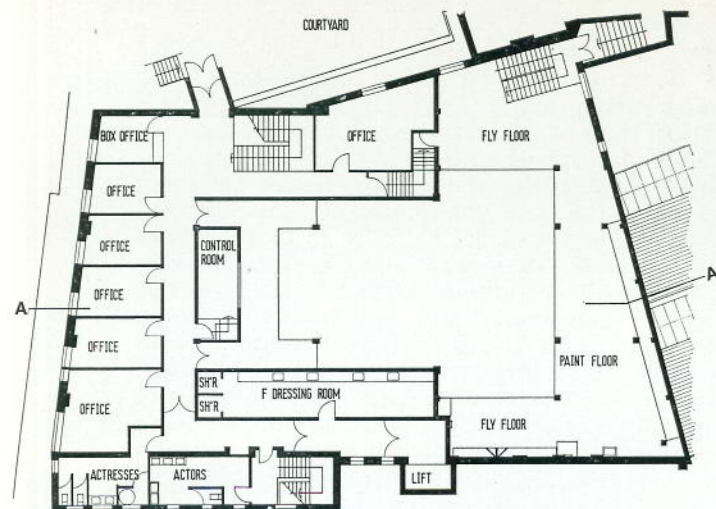 COURTYARD
BOX OFFICE
OFFICE
FLY FLOOR
OFFICE
OFFICE
CONTROL
ROOM
OFFICE
A
A
OFFICE
PAINT FLOOR
SH'R
SH'R
F DRESSING ROOM
OFFICE
FLY FLOOR
ACTRESSES
ACTORS
LIFT